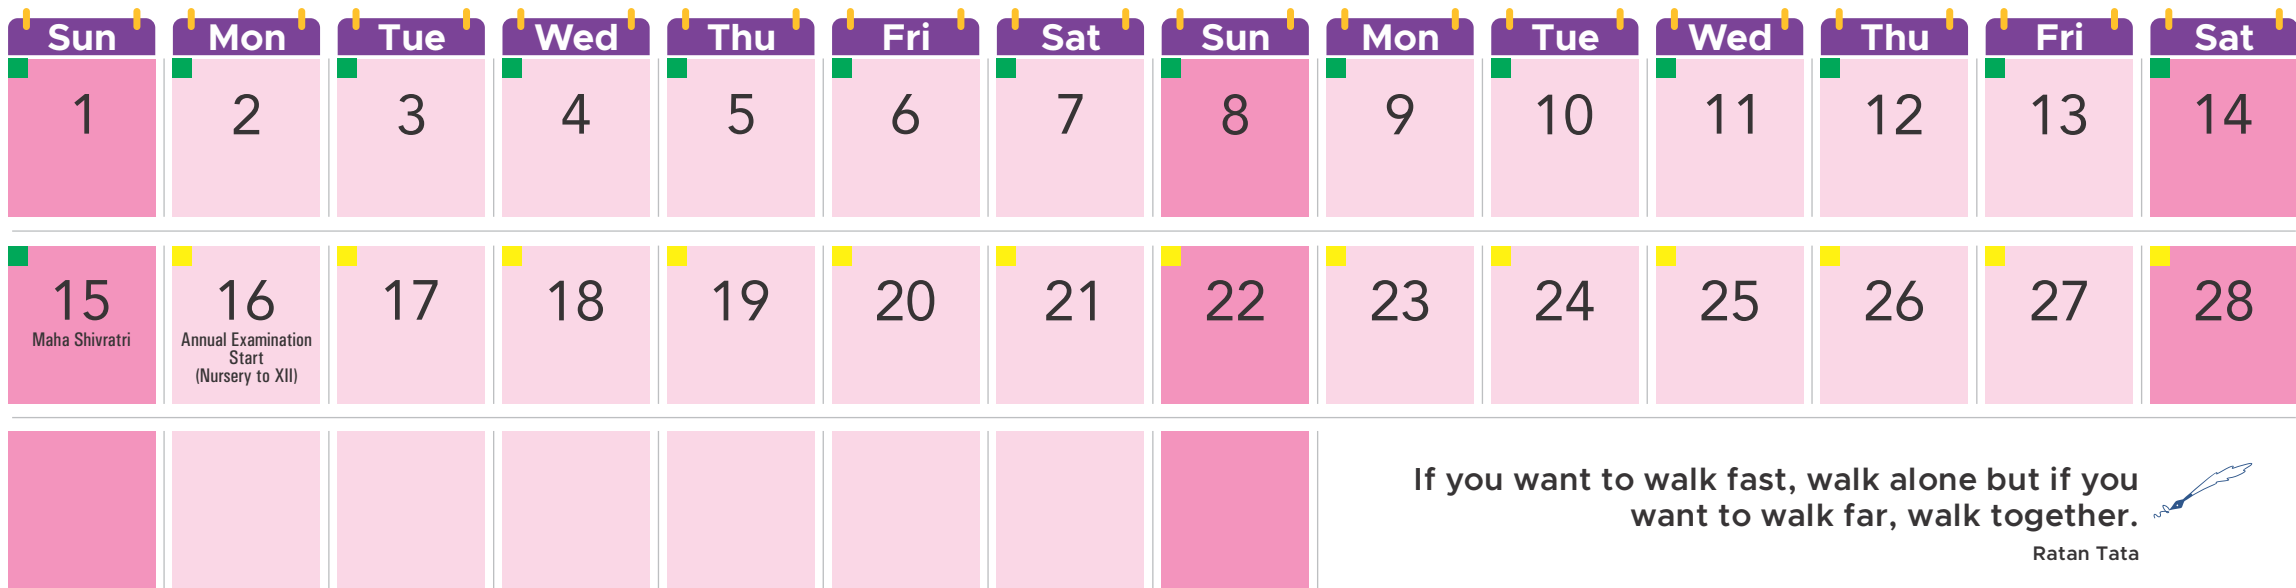 Sun Mon Tue Wed Thu Fri Sat Sun Mon Tue Wed Thu Fri Sat
1 2 3 4 5 6 7 8 9 10 11 12 13 14
15 16 17 18 19 20 21 22 23 24 25 26 27 28
Maha Shivratri
Annual Examination
Start
(Nursery to XII)
If you want to walk fast, walk alone but if you
want to walk far, walk together.
Ratan Tata